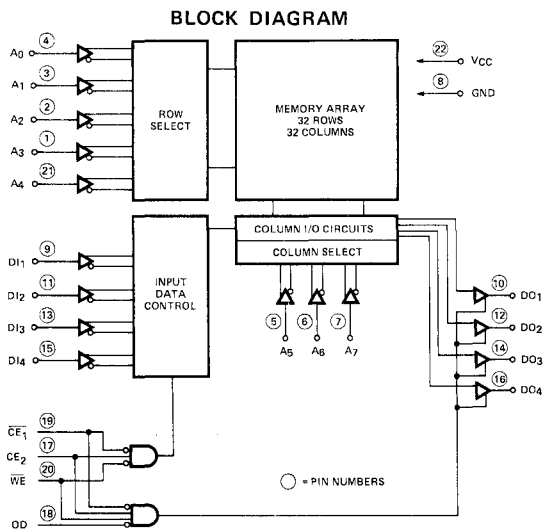 BLOCK DIAGRAM
A0 4
A1 3
A2 2
A3 1
A4 21
ROW
SELECT
MEMORY ARRAY
32 ROWS
32 COLUMNS
22 VCC
8 GND
COLUMN I/O CIRCUITS
COLUMN SELECT
DI1 9
DI2 11
DI3 13
DI4 15
INPUT
DATA
CONTROL
5 6 7
A5 A6 A7
10 DO1
12 DO2
14 DO3
16 DO4
C̅E̅1 19
CE2 17
W̅E̅ 20
OD 18
= PIN NUMBERS